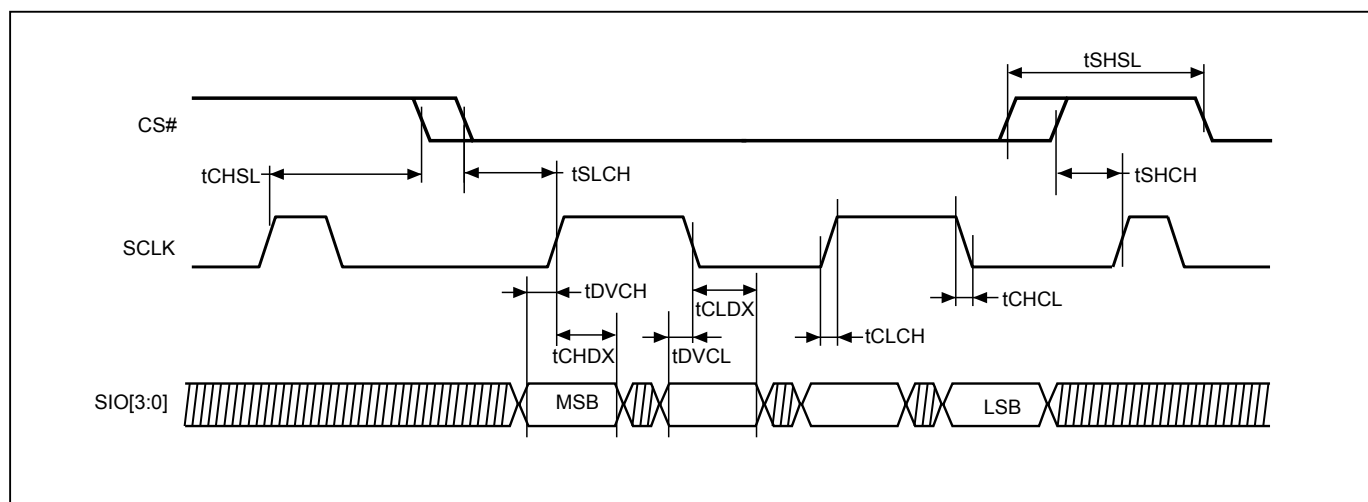 tSHSL
CS#
tCHSL
tSLCH
tSHCH
SCLK
tDVCH
tCLDX
tCHCL
tCHDX
tDVCL
tCLCH
SIO[3:0]
MSB
LSB